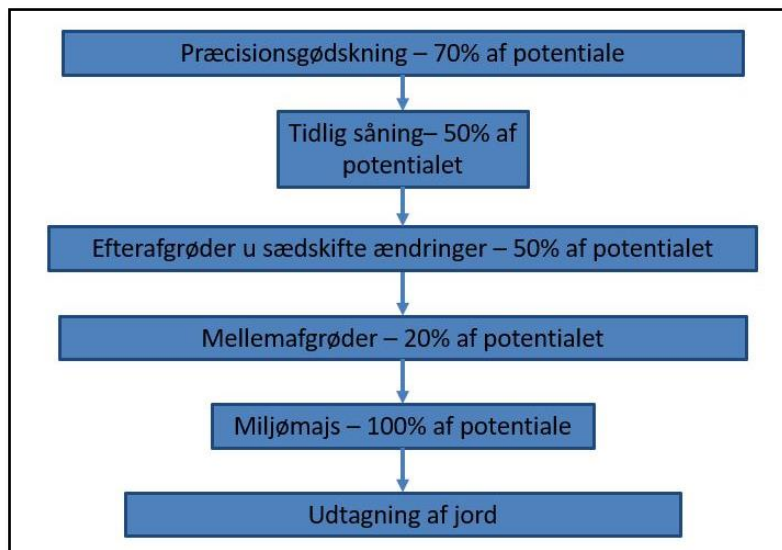 Præcisionsgødskning – 70% af potentiale
Tidlig såning– 50% af
potentialet
Efterafgrøder u sædskifte ændringer – 50% af potentialet
Mellemafgrøder – 20% af potentialet
Miljømajs – 100% af potentiale
Udtagning af jord